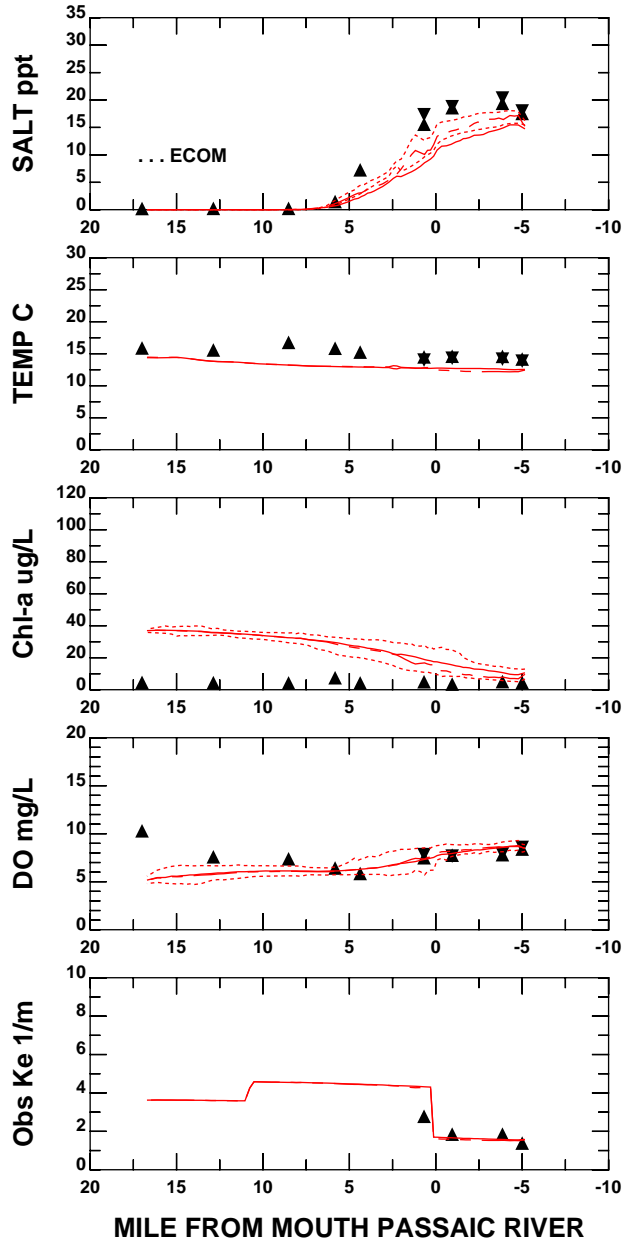 SALT ppt
35
30
25
20
15
10
5
0
. . . ECOM
20 15 10 5 0 -5 -10
TEMP C
30
25
20
15
10
5
0
20 15 10 5 0 -5 -10
Chl-a ug/L
120
100
80
60
40
20
0
20 15 10 5 0 -5 -10
DO mg/L
20
15
10
5
0
20 15 10 5 0 -5 -10
Obs Ke 1/m
10
8
6
4
2
0
20 15 10 5 0 -5 -10
MILE FROM MOUTH PASSAIC RIVER